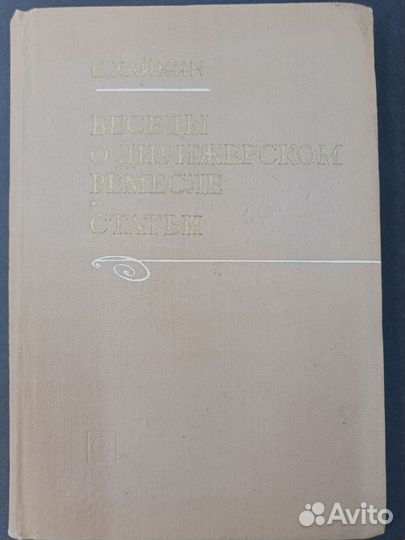 Б. ХАЙКИН
БЕСЕДЫ
О ДИРИЖЕРСКОМ
РЕМЕСЛЕ
·
СТАТЬИ
Avito